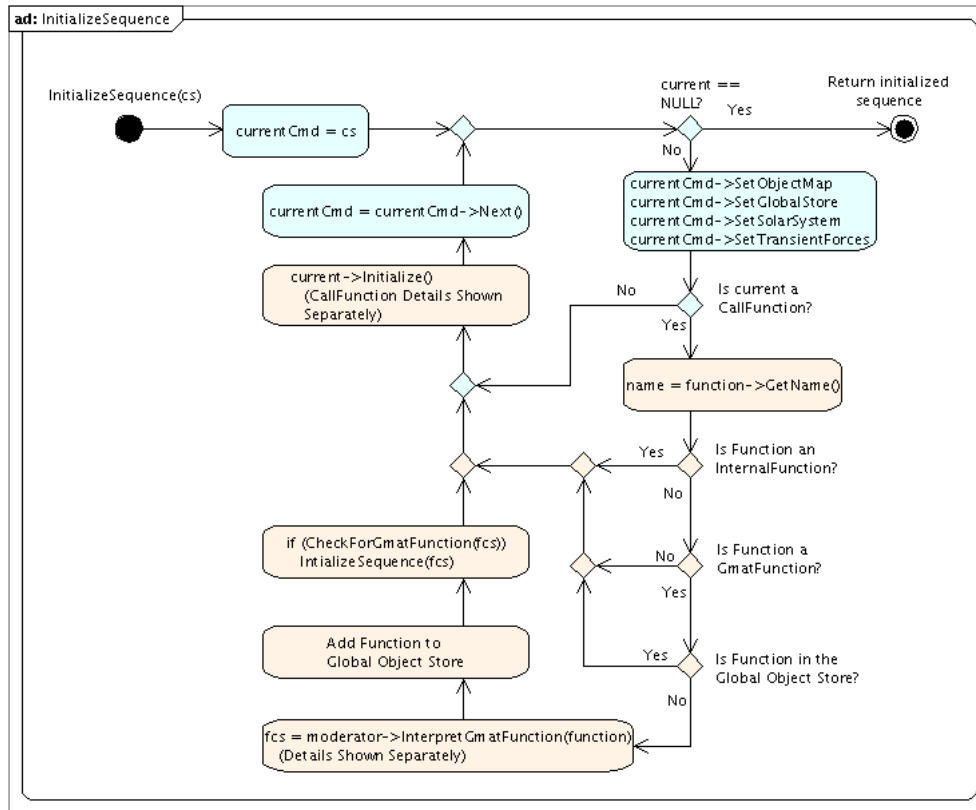 ad: InitializeSequence
InitializeSequence(cs)
currentCmd = cs
current ==
NULL?
Yes
No
Return initialized
sequence
currentCmd->SetObjectMap
currentCmd->SetGlobalStore
currentCmd->SetSolarSystem
currentCmd->SetTransientForces
currentCmd = currentCmd->Next()
current->Initialize()
(CallFunction Details Shown
Separately)
No
Is current a
CallFunction?
Yes
name = function->GetName()
Yes
Is Function an
InternalFunction?
No
if (CheckForGmatFunction(fcs))
IntializeSequence(fcs)
No
Is Function a
GmatFunction?
Yes
Add Function to
Global Object Store
Yes
Is Function in the
Global Object Store?
No
fcs = moderator->InterpretGmatFunction(function)
(Details Shown Separately)